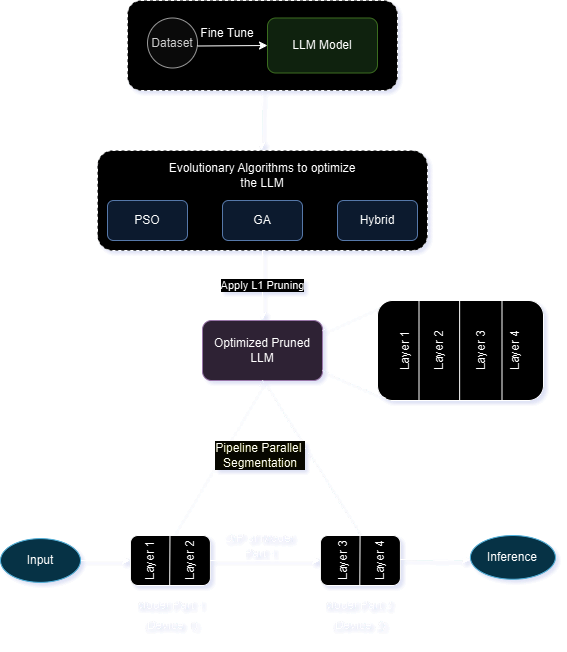 Dataset
Fine Tune
LLM Model
Evolutionary Algorithms to optimize
the LLM
PSO
GA
Hybrid
Apply L1 Pruning
Optimized Pruned
LLM
Layer 1
Layer 2
Layer 3
Layer 4
Pipeline Parallel
Segmentation
Input
Layer 1
Layer 2
O/P of Model
Part 1
Layer 3
Layer 4
Inference
Model Part 1
(Device 1)
Model Part 2
(Device 2)